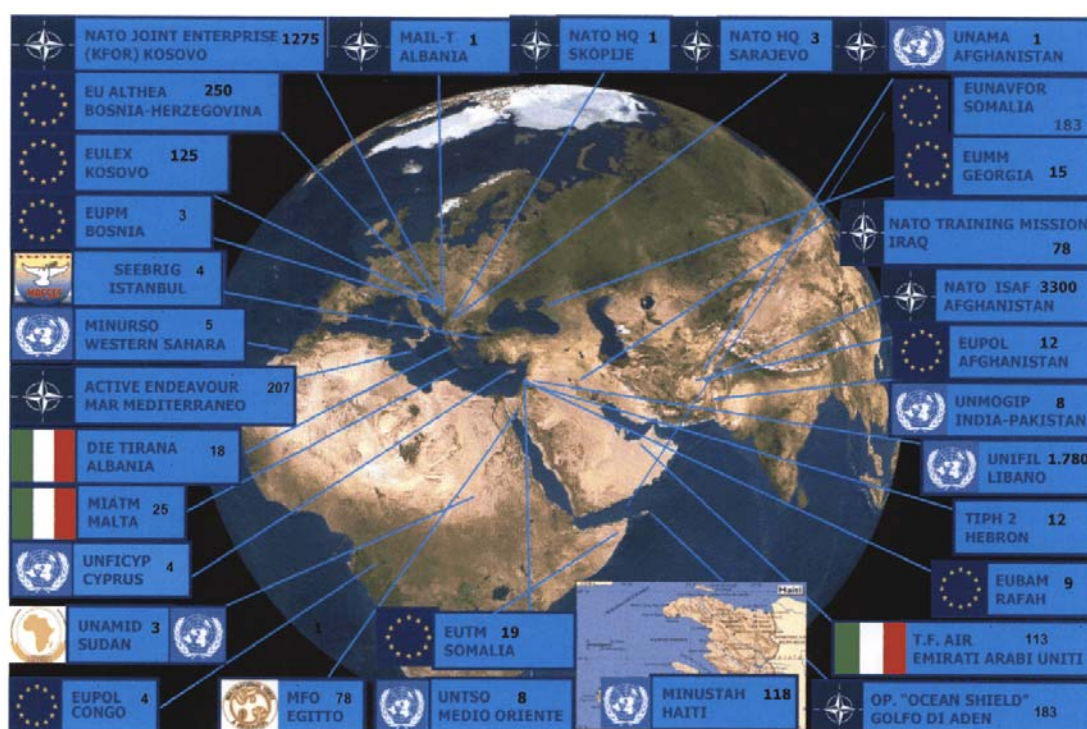 NATO JOINT ENTERPRISE 1275
(KFOR) KOSOVO
MAIL-T 1
ALBANIA
NATO HQ 1
SKOPIJE
NATO HQ 3
SARAJEVO
UNAMA 1
AFGHANISTAN
EU ALTHEA 250
BOSNIA-HERZEGOVINA
EUNAVFOR
SOMALIA
183
EULEX 125
KOSOVO
EUMM
GEORGIA 15
EUPM 3
BOSNIA
NATO TRAINING MISSION
IRAQ
78
SEEBRIG 4
ISTANBUL
NATO ISAF 3300
AFGHANISTAN
MINURSO 5
WESTERN SAHARA
EUPOL 12
AFGHANISTAN
ACTIVE ENDEAVOUR 207
MAR MEDITERRANEO
UNMOGIP 8
INDIA-PAKISTAN
DIE TIRANA 18
ALBANIA
UNIFIL 1.780
LIBANO
MIATM 25
MALTA
TIPH 2 12
HEBRON
UNFICYP 4
CYPRUS
EUBAM 9
RAFAH
UNAMID 3
SUDAN
1
EUTM 19
SOMALIA
Haiti
T.F. AIR 113
EMIRATI ARABI UNITI
EUPOL 4
CONGO
MFO 78
EGITTO
UNTSO 8
MEDIO ORIENTE
MINUSTAH 118
HAITI
OP. "OCEAN SHIELD"
GOLFO DI ADEN 183